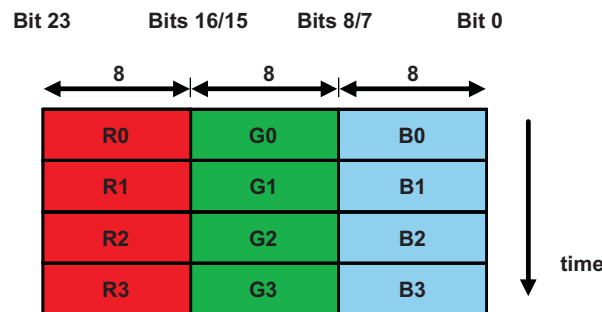 Bit 23 Bits 16/15 Bits 8/7 Bit 0
8 8 8
R0 G0 B0
R1 G1 B1
R2 G2 B2
time
R3 G3 B3